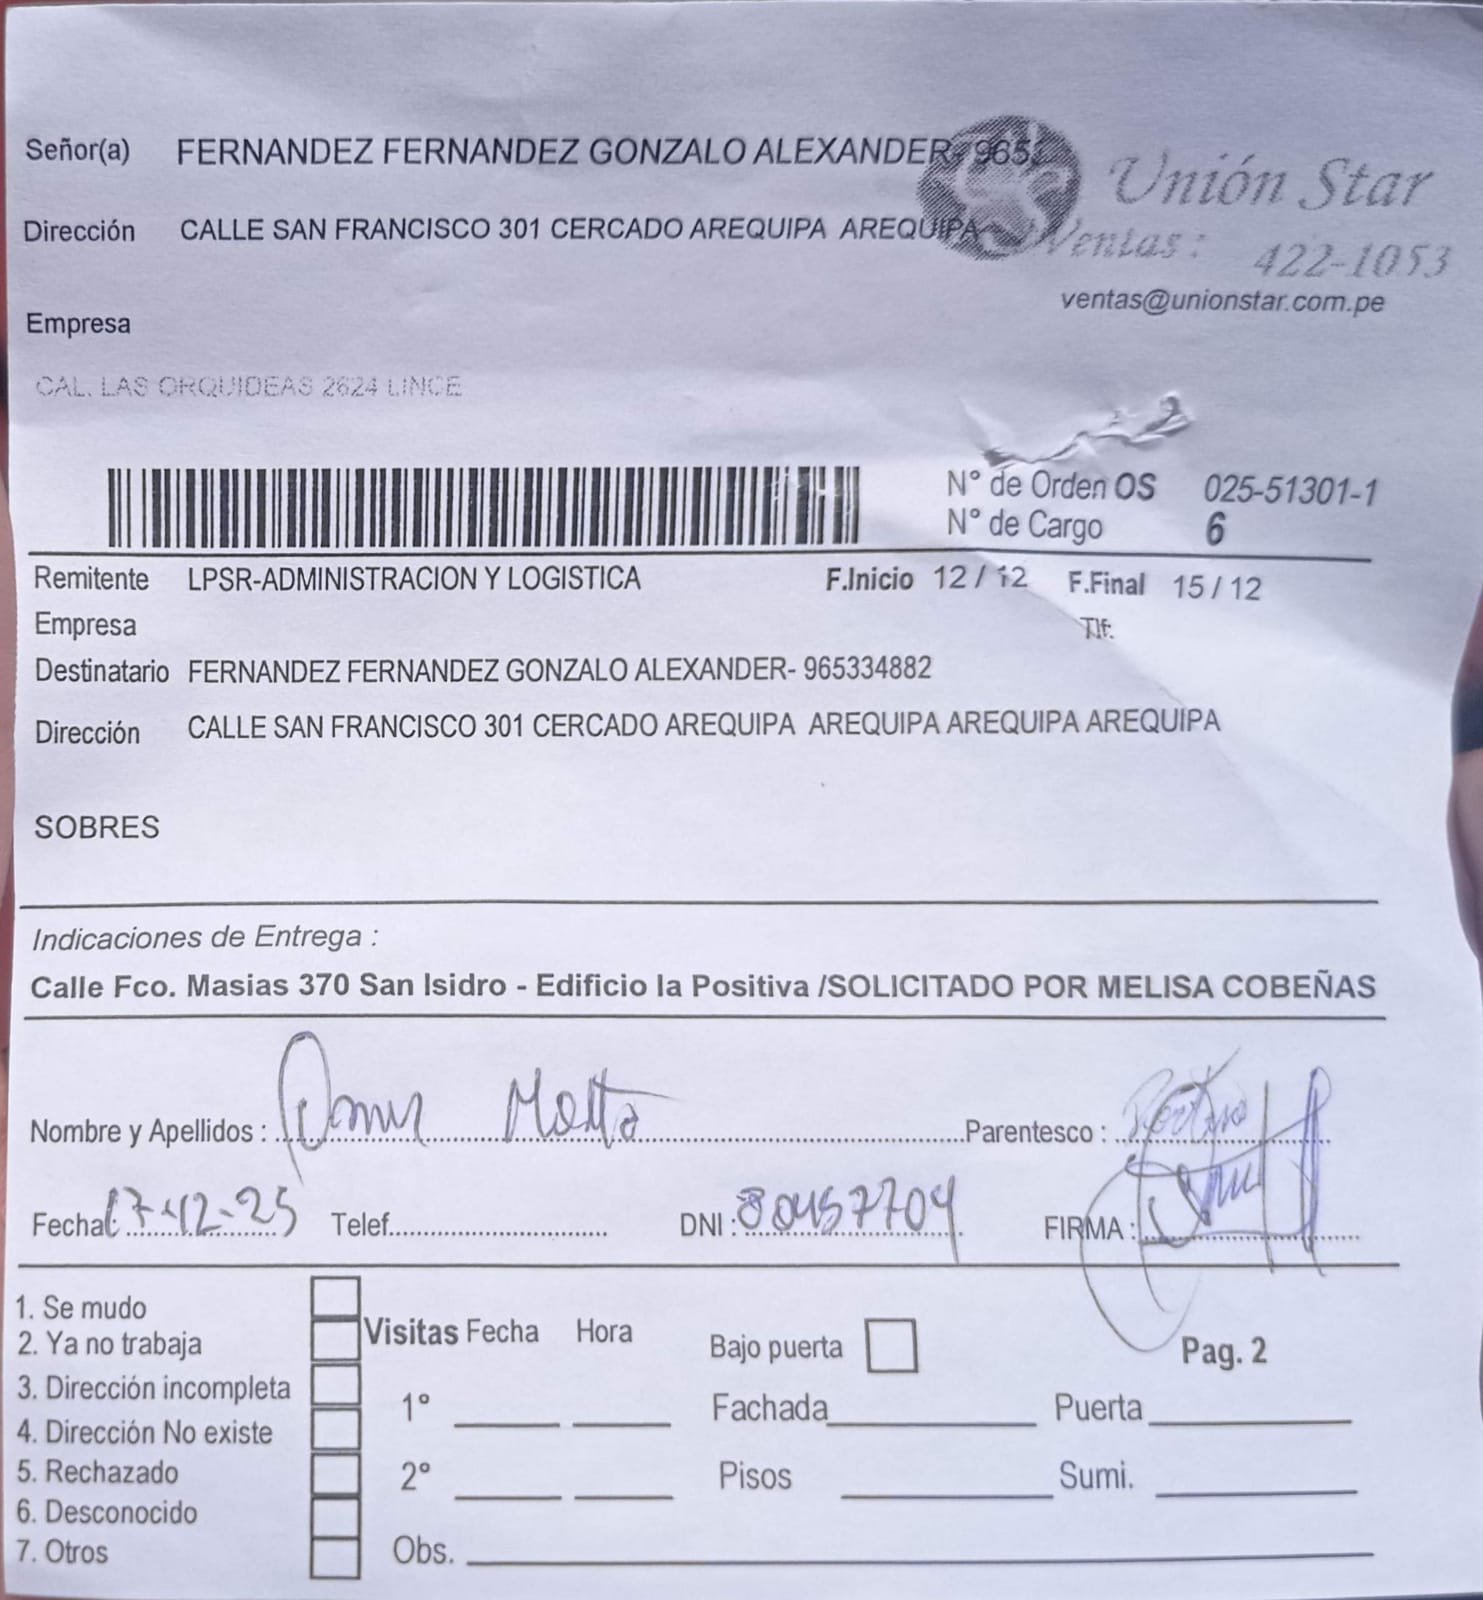 Señor(a) FERNANDEZ FERNANDEZ GONZALO ALEXANDER- 965
Unión Star
Dirección CALLE SAN FRANCISCO 301 CERCADO AREQUIPA AREQUIPA
Ventas: 422-1053
ventas@unionstar.com.pe
Empresa
CAL. LAS ORQUIDEAS 2624 LINCE
N° de Orden OS 025-51301-1
N° de Cargo 6
Remitente LPSR-ADMINISTRACION Y LOGISTICA F.Inicio 12 / 12 F.Final 15 / 12
Empresa Tlf:
Destinatario FERNANDEZ FERNANDEZ GONZALO ALEXANDER- 965334882
Dirección CALLE SAN FRANCISCO 301 CERCADO AREQUIPA AREQUIPA AREQUIPA AREQUIPA
SOBRES
Indicaciones de Entrega :
Calle Fco. Masias 370 San Isidro - Edificio la Positiva /SOLICITADO POR MELISA COBEÑAS
Nombre y Apellidos : Parentesco :
Fecha: 17-12-25 Telef. DNI : 80457704 FIRMA :
1. Se mudo
2. Ya no trabaja
3. Dirección incompleta
4. Dirección No existe
5. Rechazado
6. Desconocido
7. Otros
Visitas Fecha Hora
1°
2°
Obs.
Bajo puerta
Pag. 2
Fachada Puerta
Pisos Sumi.